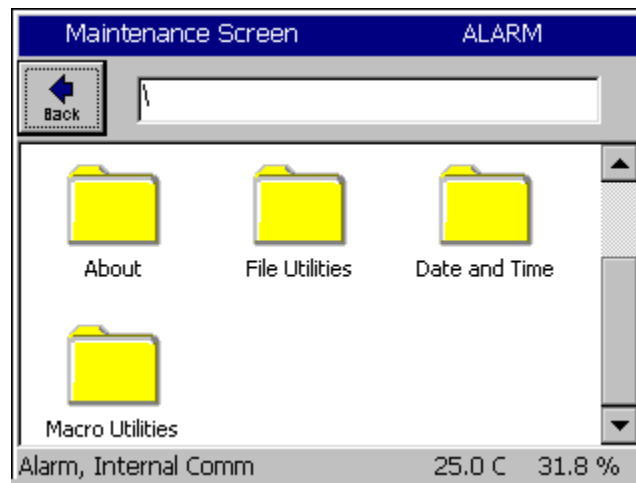 Maintenance Screen ALARM
Back
\
About File Utilities Date and Time
Macro Utilities
Alarm, Internal Comm 25.0 C 31.8 %